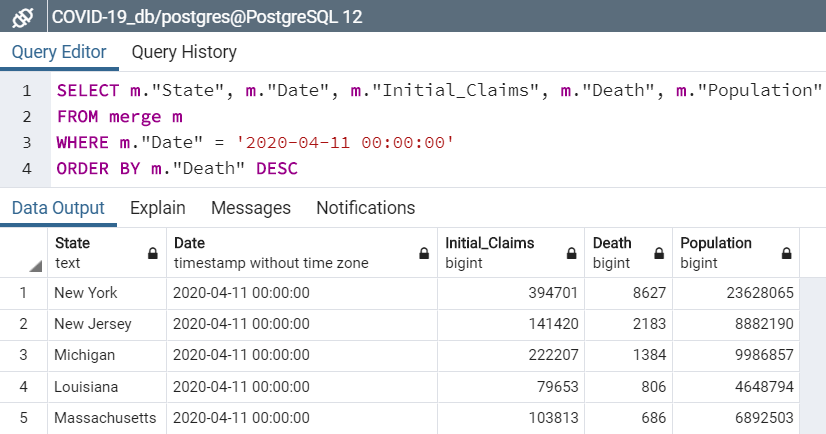 COVID-19_db/postgres@PostgreSQL 12
Query Editor Query History
1 SELECT m."State", m."Date", m."Initial_Claims", m."Death", m."Population"
2 FROM merge m
3 WHERE m."Date" = '2020-04-11 00:00:00'
4 ORDER BY m."Death" DESC
Data Output Explain Messages Notifications
State Date Initial_Claims Death Population
text timestamp without time zone bigint bigint bigint
1 New York 2020-04-11 00:00:00 394701 8627 23628065
2 New Jersey 2020-04-11 00:00:00 141420 2183 8882190
3 Michigan 2020-04-11 00:00:00 222207 1384 9986857
4 Louisiana 2020-04-11 00:00:00 79653 806 4648794
5 Massachusetts 2020-04-11 00:00:00 103813 686 6892503